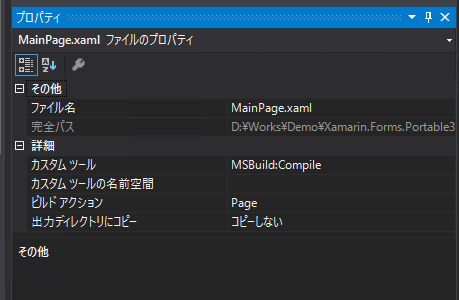 プロパティ
MainPage.xaml ファイルのプロパティ
その他
ファイル名 MainPage.xaml
完全パス D:¥Works¥Demo¥Xamarin.Forms.Portable3
詳細
カスタム ツール MSBuild:Compile
カスタム ツールの名前空間
ビルド アクション Page
出力ディレクトリにコピー コピーしない
その他